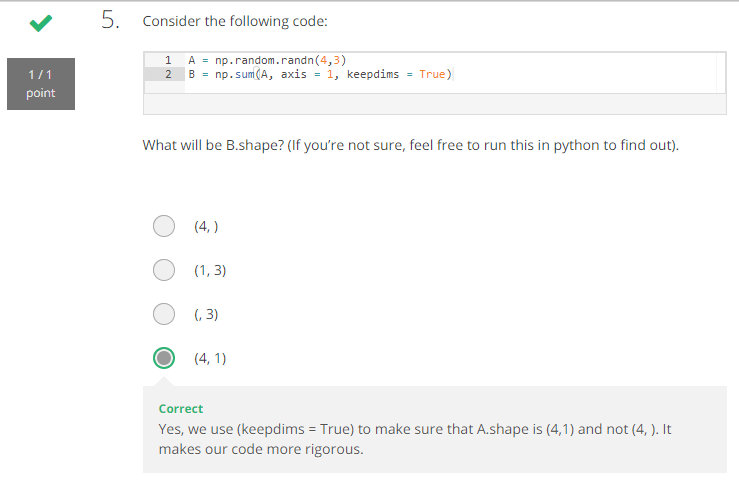 5. Consider the following code:
1 / 1
point
1 A = np.random.randn(4,3)
2 B = np.sum(A, axis = 1, keepdims = True)
What will be B.shape? (If you're not sure, feel free to run this in python to find out).
(4, )
(1, 3)
(, 3)
(4, 1)
Correct
Yes, we use (keepdims = True) to make sure that A.shape is (4,1) and not (4, ). It
makes our code more rigorous.